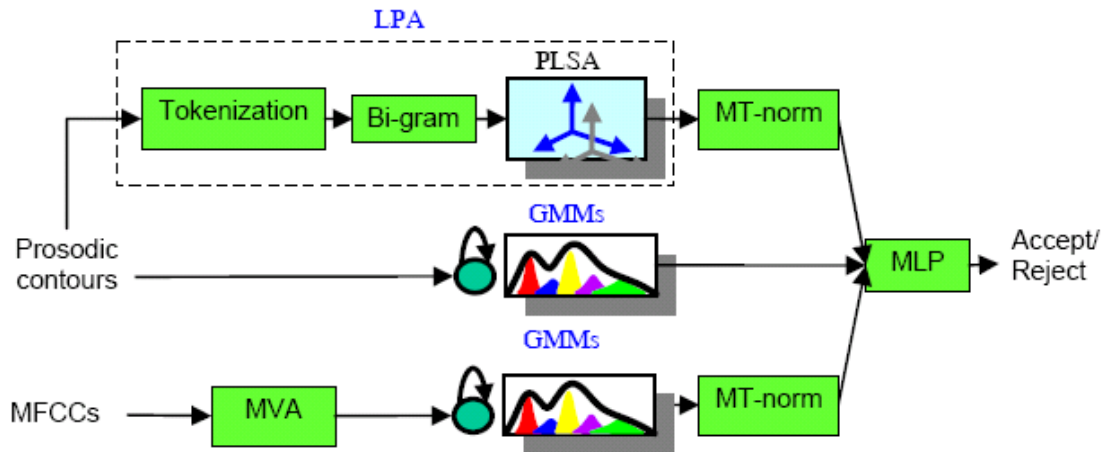 LPA
PLSA
Tokenization
Bi-gram
MT-norm
GMMs
Prosodic
contours
MLP
Accept/
Reject
GMMs
MFCCs
MVA
MT-norm